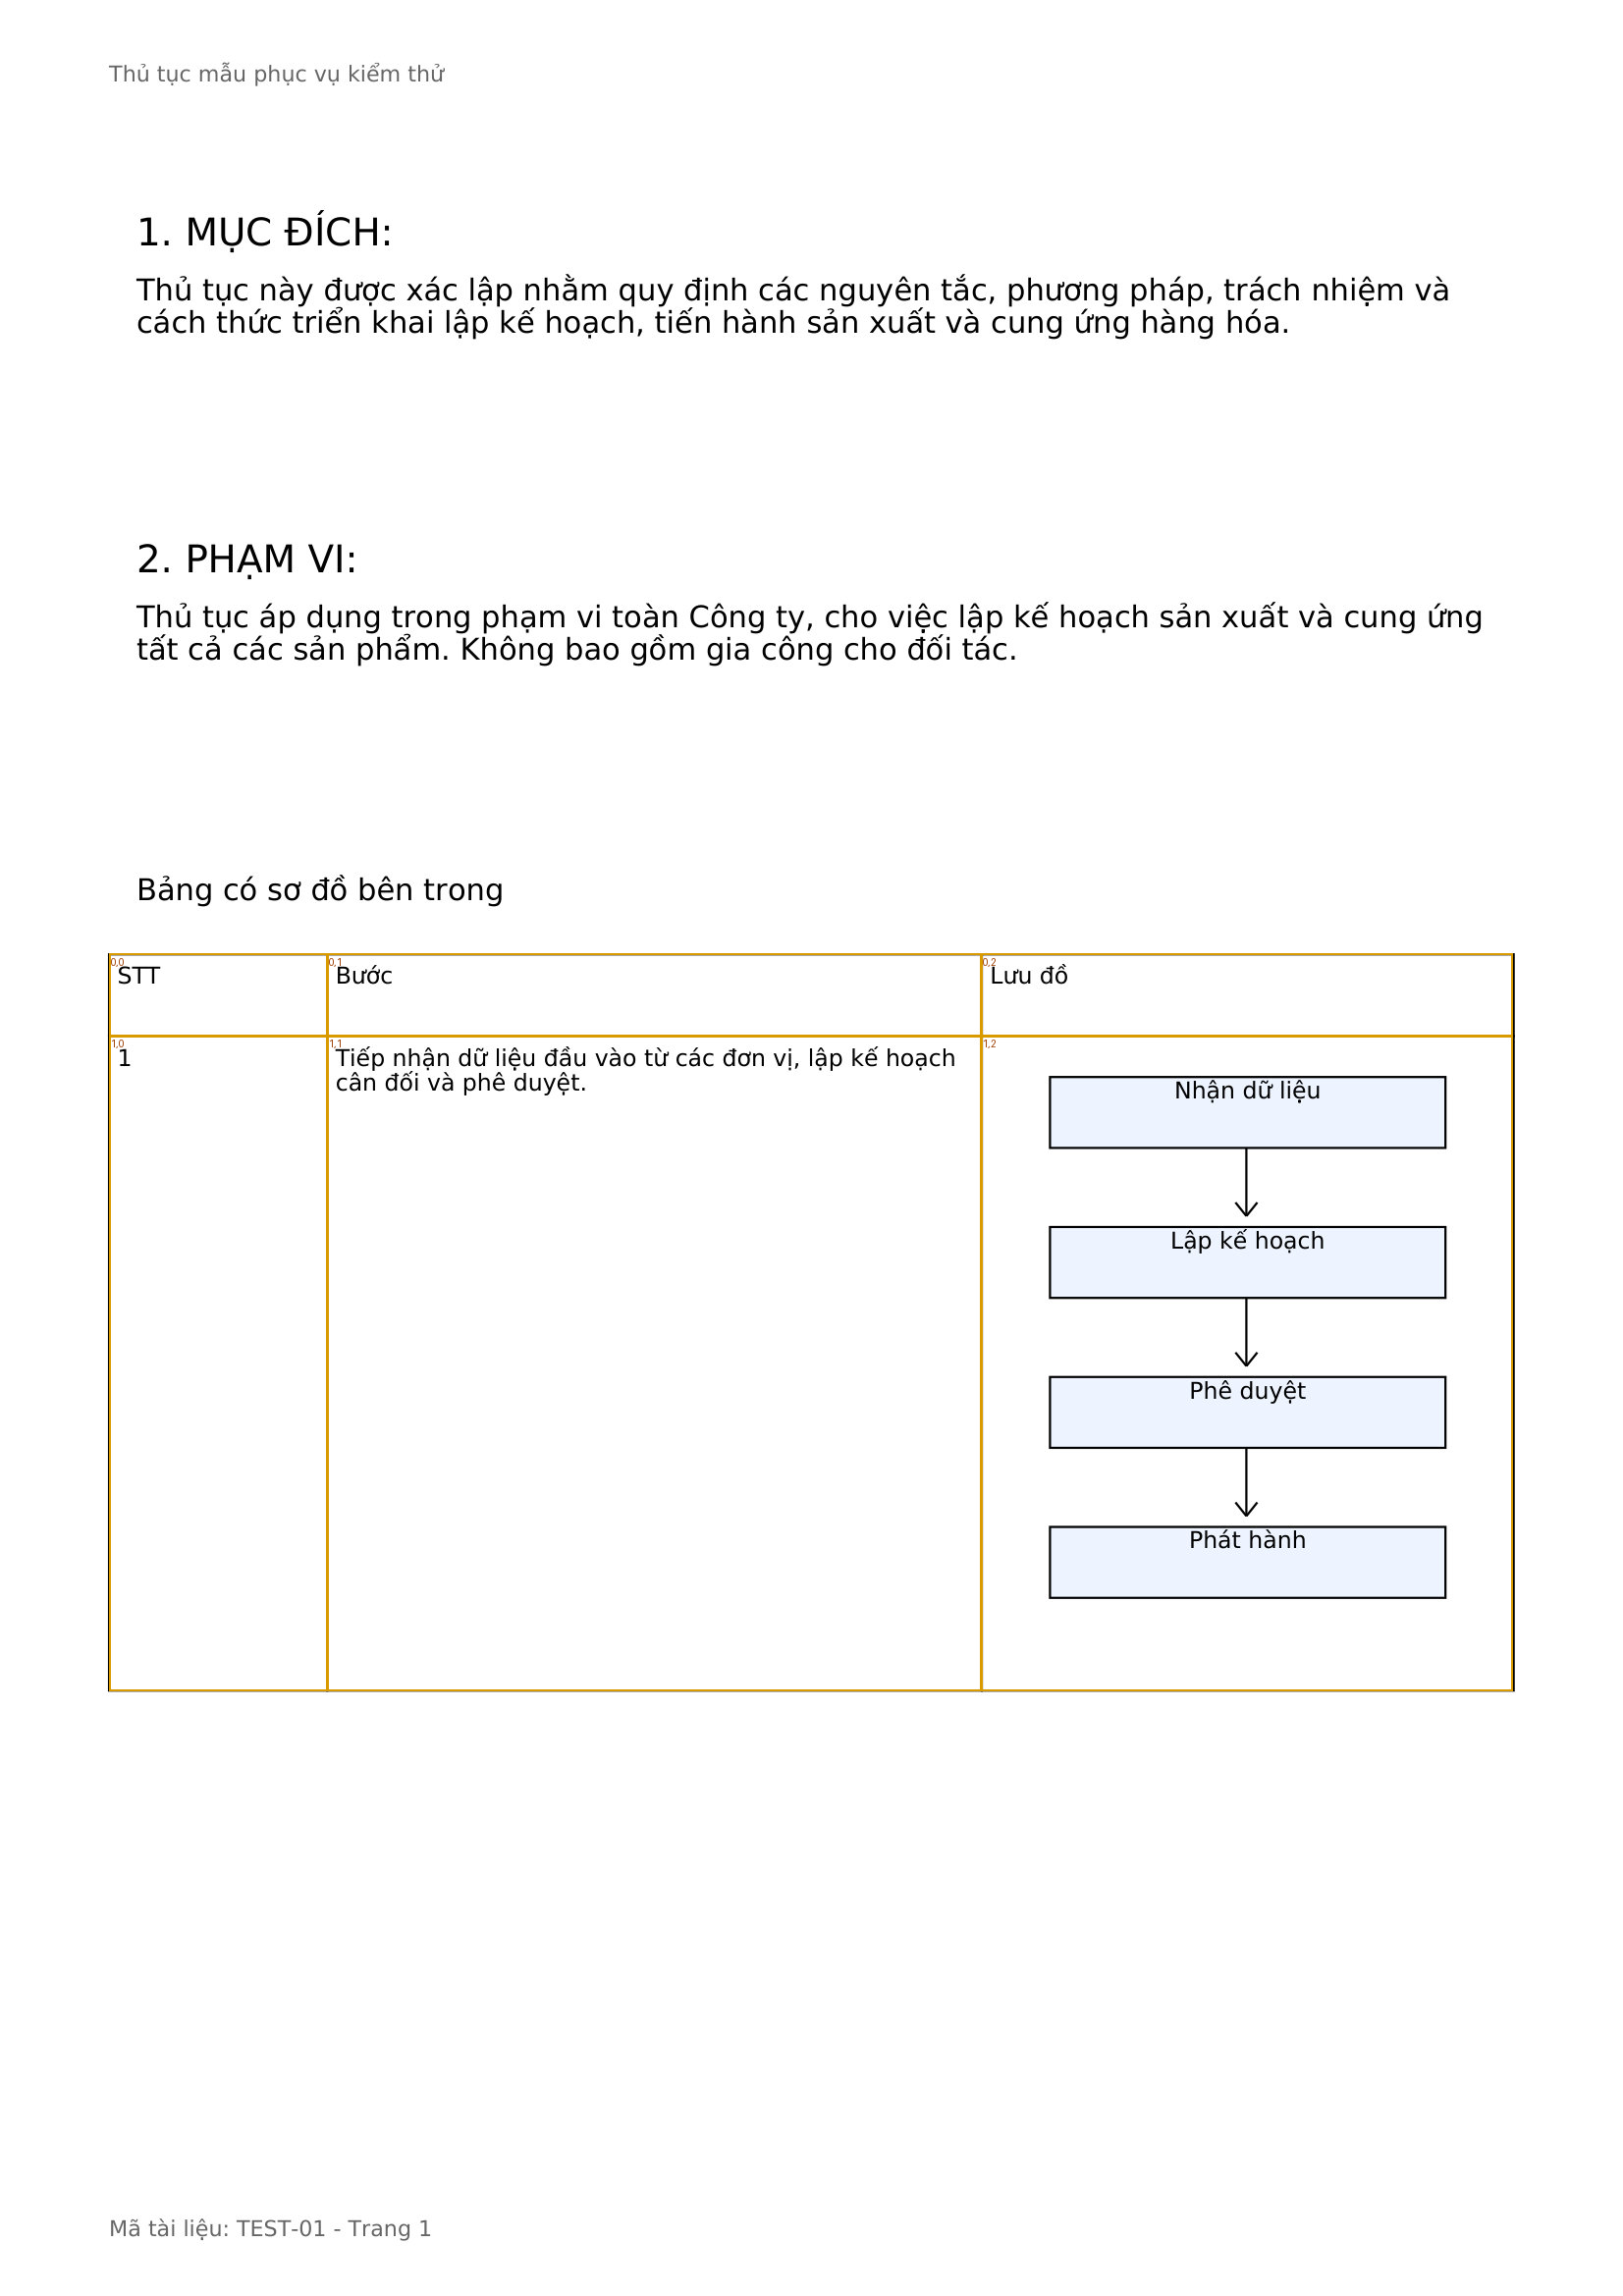 Thủ tục mẫu phục vụ kiểm thử
1. MỤC ĐÍCH:
Thủ tục này được xác lập nhằm quy định các nguyên tắc, phương pháp, trách nhiệm và
cách thức triển khai lập kế hoạch, tiến hành sản xuất và cung ứng hàng hóa.
2. PHẠM VI:
Thủ tục áp dụng trong phạm vi toàn Công ty, cho việc lập kế hoạch sản xuất và cung ứng
tất cả các sản phẩm. Không bao gồm gia công cho đối tác.
Bảng có sơ đồ bên trong
0,0
STT
0,1
Bước
0,2
Lưu đồ
1,0
1
1,1
Tiếp nhận dữ liệu đầu vào từ các đơn vị, lập kế hoạch
cân đối và phê duyệt.
1,2
Nhận dữ liệu
Lập kế hoạch
Phê duyệt
Phát hành
Mã tài liệu: TEST-01 - Trang 1